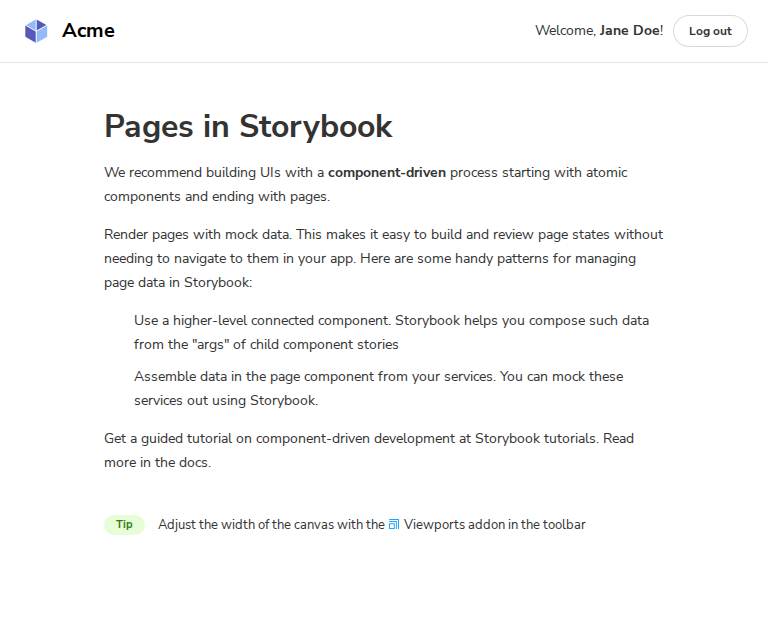 Acme
Welcome, Jane Doe!
Log out
Pages in Storybook
We recommend building UIs with a component-driven process starting with atomic
components and ending with pages.
Render pages with mock data. This makes it easy to build and review page states without
needing to navigate to them in your app. Here are some handy patterns for managing
page data in Storybook:
Use a higher-level connected component. Storybook helps you compose such data
from the "args" of child component stories
Assemble data in the page component from your services. You can mock these
services out using Storybook.
Get a guided tutorial on component-driven development at Storybook tutorials. Read
more in the docs.
Tip Adjust the width of the canvas with the Viewports addon in the toolbar